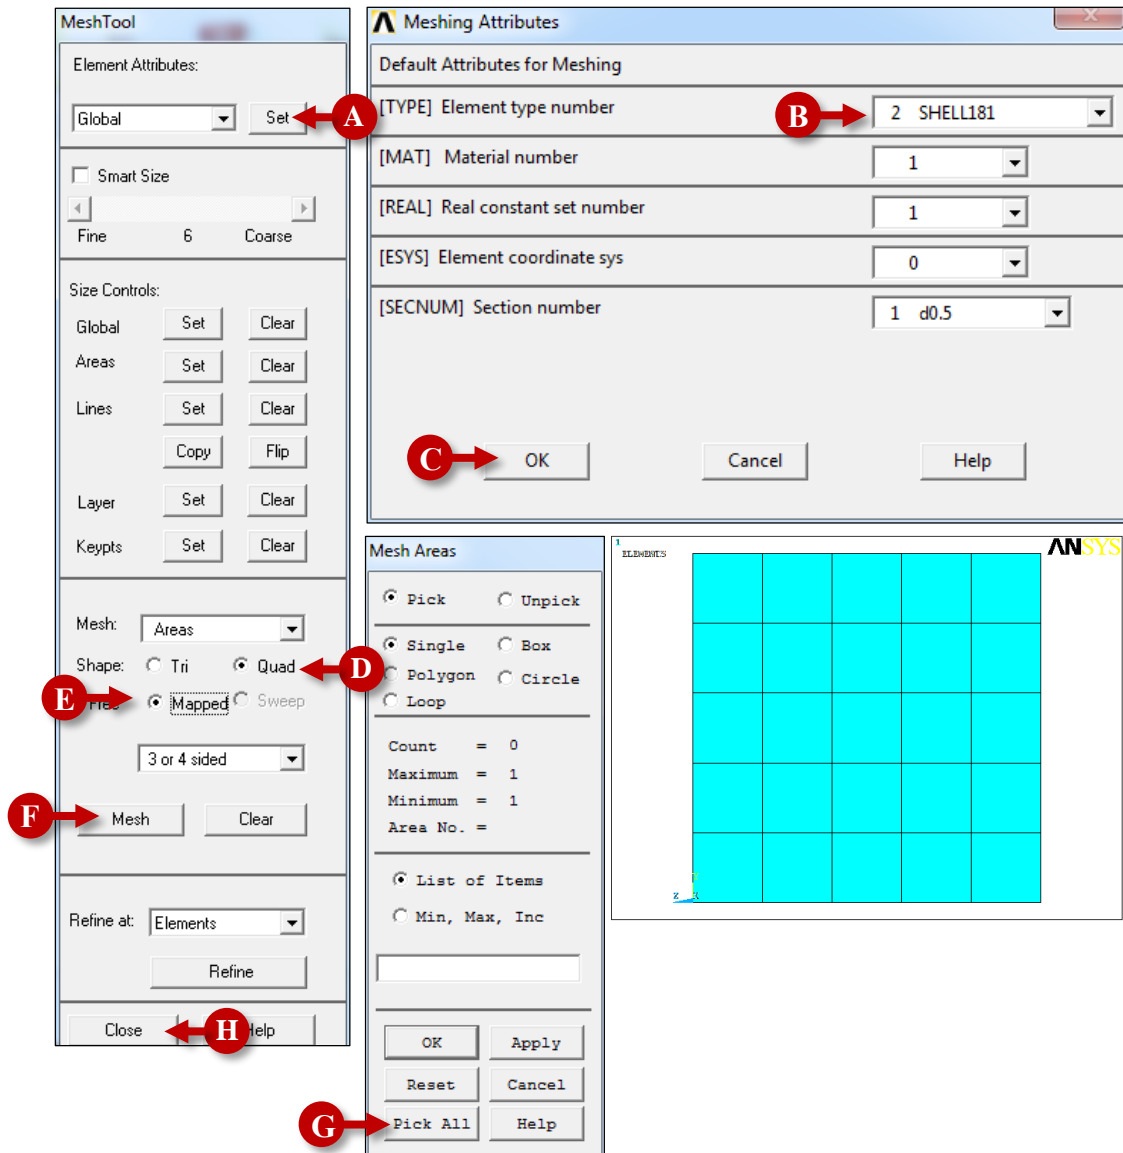 MeshTool
Element Attributes:
Global
Set
A
Smart Size
Fine 6 Coarse
Size Controls:
Global Set Clear
Areas Set Clear
Lines Set Clear
Copy Flip
Layer Set Clear
Keypts Set Clear
Mesh: Areas
Shape: Tri Quad
D
E
Mapped Sweep
3 or 4 sided
F
Mesh Clear
Refine at: Elements
Refine
Close
H
Meshing Attributes
Default Attributes for Meshing
[TYPE] Element type number
B
2 SHELL181
[MAT] Material number 1
[REAL] Real constant set number 1
[ESYS] Element coordinate sys 0
[SECNUM] Section number 1 d0.5
C
OK Cancel Help
Mesh Areas
Pick Unpick
Single Box
Polygon Circle
Loop
Count = 0
Maximum = 1
Minimum = 1
Area No. =
List of Items
Min, Max, Inc
OK Apply
Reset Cancel
G
Pick All Help
1
ELEMENTS
ANSYS
Z